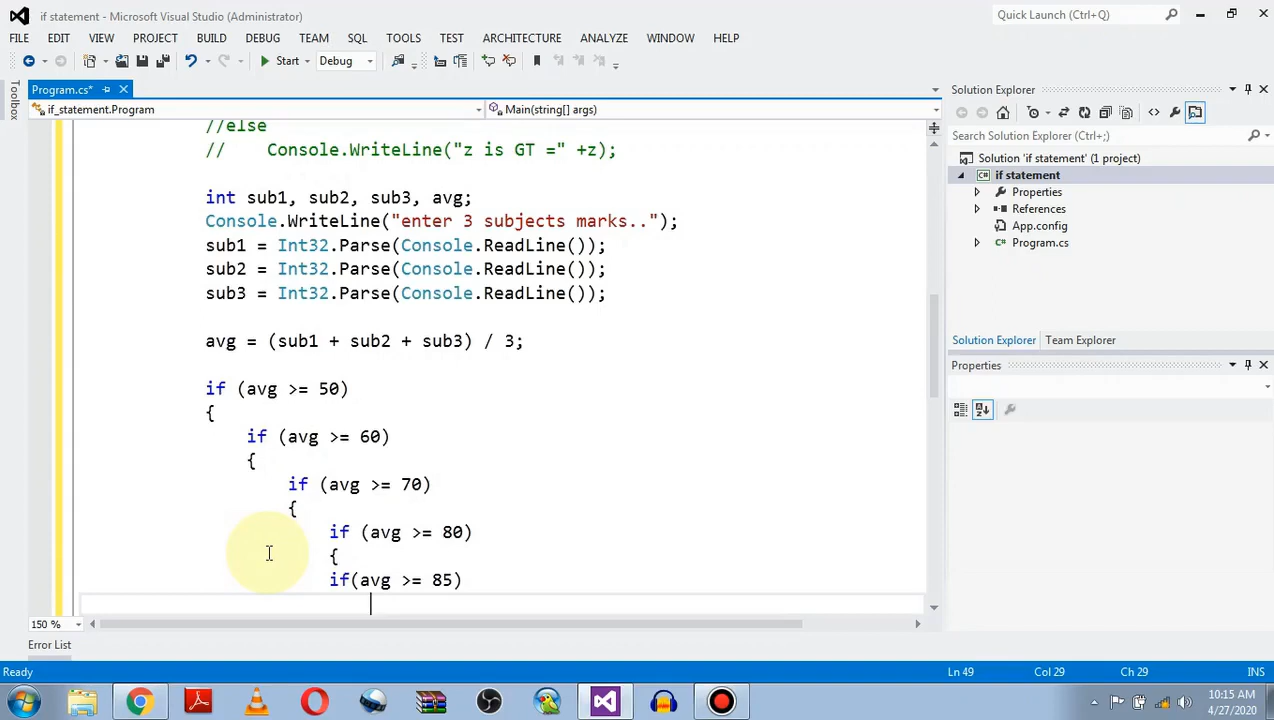 if statement - Microsoft Visual Studio (Administrator)
Quick Launch (Ctrl+Q)
FILE EDIT VIEW PROJECT BUILD DEBUG TEAM SQL TOOLS TEST ARCHITECTURE ANALYZE WINDOW HELP
Start Debug
Toolbox
Program.cs*
if_statement.Program
Main(string[] args)
//else
// Console.WriteLine("z is GT =" +z);
int sub1, sub2, sub3, avg;
Console.WriteLine("enter 3 subjects marks..");
sub1 = Int32.Parse(Console.ReadLine());
sub2 = Int32.Parse(Console.ReadLine());
sub3 = Int32.Parse(Console.ReadLine());
avg = (sub1 + sub2 + sub3) / 3;
if (avg >= 50)
{
if (avg >= 60)
{
if (avg >= 70)
{
if (avg >= 80)
{
if(avg >= 85)
150 %
Error List
Solution Explorer
Search Solution Explorer (Ctrl+;)
Solution 'if statement' (1 project)
C# if statement
Properties
References
App.config
C# Program.cs
Solution Explorer Team Explorer
Properties
Ready
Ln 49 Col 29 Ch 29 INS
10:15 AM
4/27/2020